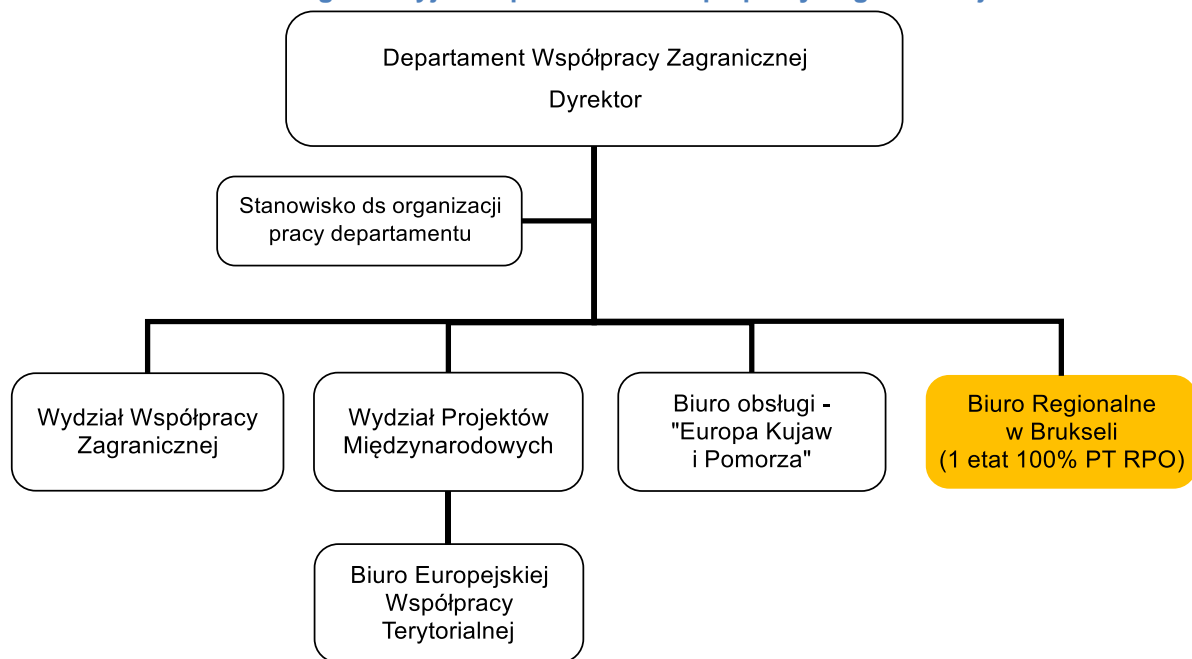 Departament Współpracy Zagranicznej
Dyrektor
Stanowisko ds organizacji
pracy departamentu
Wydział Współpracy
Zagranicznej
Wydział Projektów
Międzynarodowych
Biuro obsługi -
"Europa Kujaw
i Pomorza"
Biuro Regionalne
w Brukseli
(1 etat 100% PT RPO)
Biuro Europejskiej
Współpracy
Terytorialnej